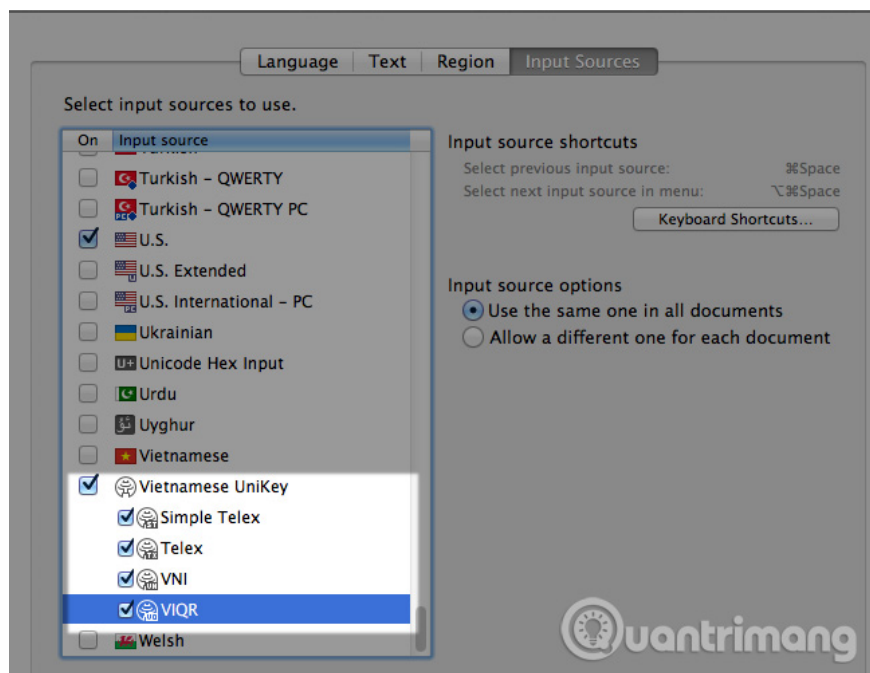 Language Text Region Input Sources
Select input sources to use.
On Input source
Turkish – QWERTY
Turkish – QWERTY PC
U.S.
U.S. Extended
U.S. International – PC
Ukrainian
U+ Unicode Hex Input
Urdu
Uyghur
Vietnamese
Vietnamese UniKey
Simple Telex
Telex
VNI
VIQR
Welsh
Input source shortcuts
Select previous input source: ⌘Space
Select next input source in menu: ⌥⌘Space
Keyboard Shortcuts...
Input source options
Use the same one in all documents
Allow a different one for each document
Quantrimang